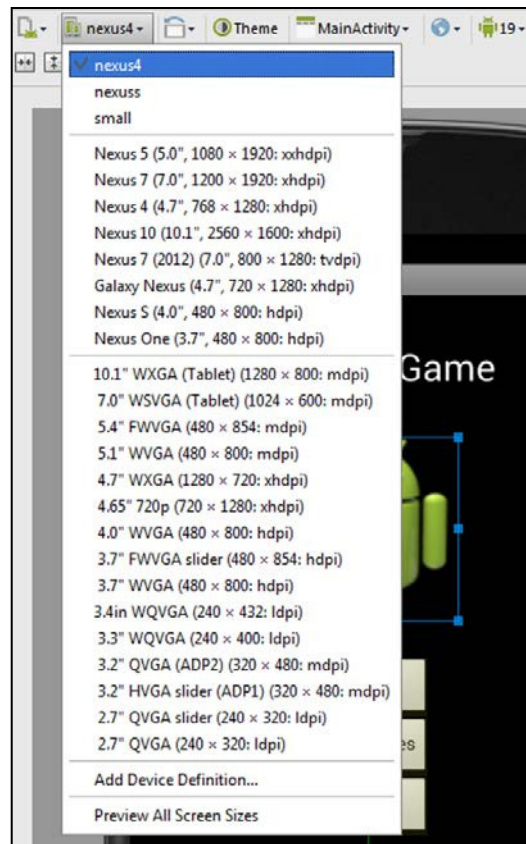 nexus4
Theme
MainActivity
19
nexus4
nexuss
small
Nexus 5 (5.0", 1080 × 1920: xxhdpi)
Nexus 7 (7.0", 1200 × 1920: xhdpi)
Nexus 4 (4.7", 768 × 1280: xhdpi)
Nexus 10 (10.1", 2560 × 1600: xhdpi)
Nexus 7 (2012) (7.0", 800 × 1280: tvdpi)
Galaxy Nexus (4.7", 720 × 1280: xhdpi)
Nexus S (4.0", 480 × 800: hdpi)
Nexus One (3.7", 480 × 800: hdpi)
10.1" WXGA (Tablet) (1280 × 800: mdpi)
7.0" WSVGA (Tablet) (1024 × 600: mdpi)
5.4" FWVGA (480 × 854: mdpi)
5.1" WVGA (480 × 800: mdpi)
4.7" WXGA (1280 × 720: xhdpi)
4.65" 720p (720 × 1280: xhdpi)
4.0" WVGA (480 × 800: hdpi)
3.7" FWVGA slider (480 × 854: hdpi)
3.7" WVGA (480 × 800: hdpi)
3.4in WQVGA (240 × 432: ldpi)
3.3" WQVGA (240 × 400: ldpi)
3.2" QVGA (ADP2) (320 × 480: mdpi)
3.2" HVGA slider (ADP1) (320 × 480: mdpi)
2.7" QVGA slider (240 × 320: ldpi)
2.7" QVGA (240 × 320: ldpi)
Add Device Definition...
Preview All Screen Sizes
Game